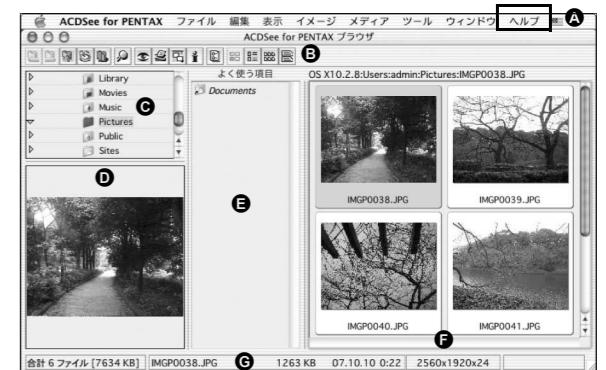 ACDSee for PENTAX ファイル 編集 表示 イメージ メディア ツール ウィンドウ ヘルプ A
ACDSee for PENTAX ブラウザ
B
よく使う項目
OS X10.2.8:Users:admin:Pictures:IMGP0038.JPG
Library
Movies
Music
Pictures
Public
Sites
C
D
Documents
E
IMGP0038.JPG
IMGP0039.JPG
IMGP0040.JPG
IMGP0041.JPG
F
合計 6 ファイル [7634 KB]
IMGP0038.JPG G 1263 KB 07.10.10 0:22
2560x1920x24